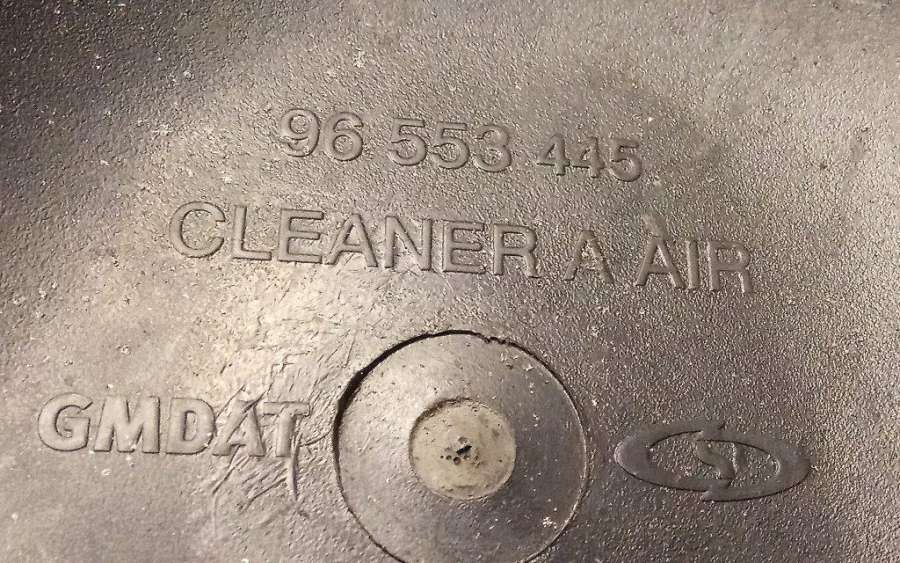 96 553 445
CLEANER A AIR
GMDAT